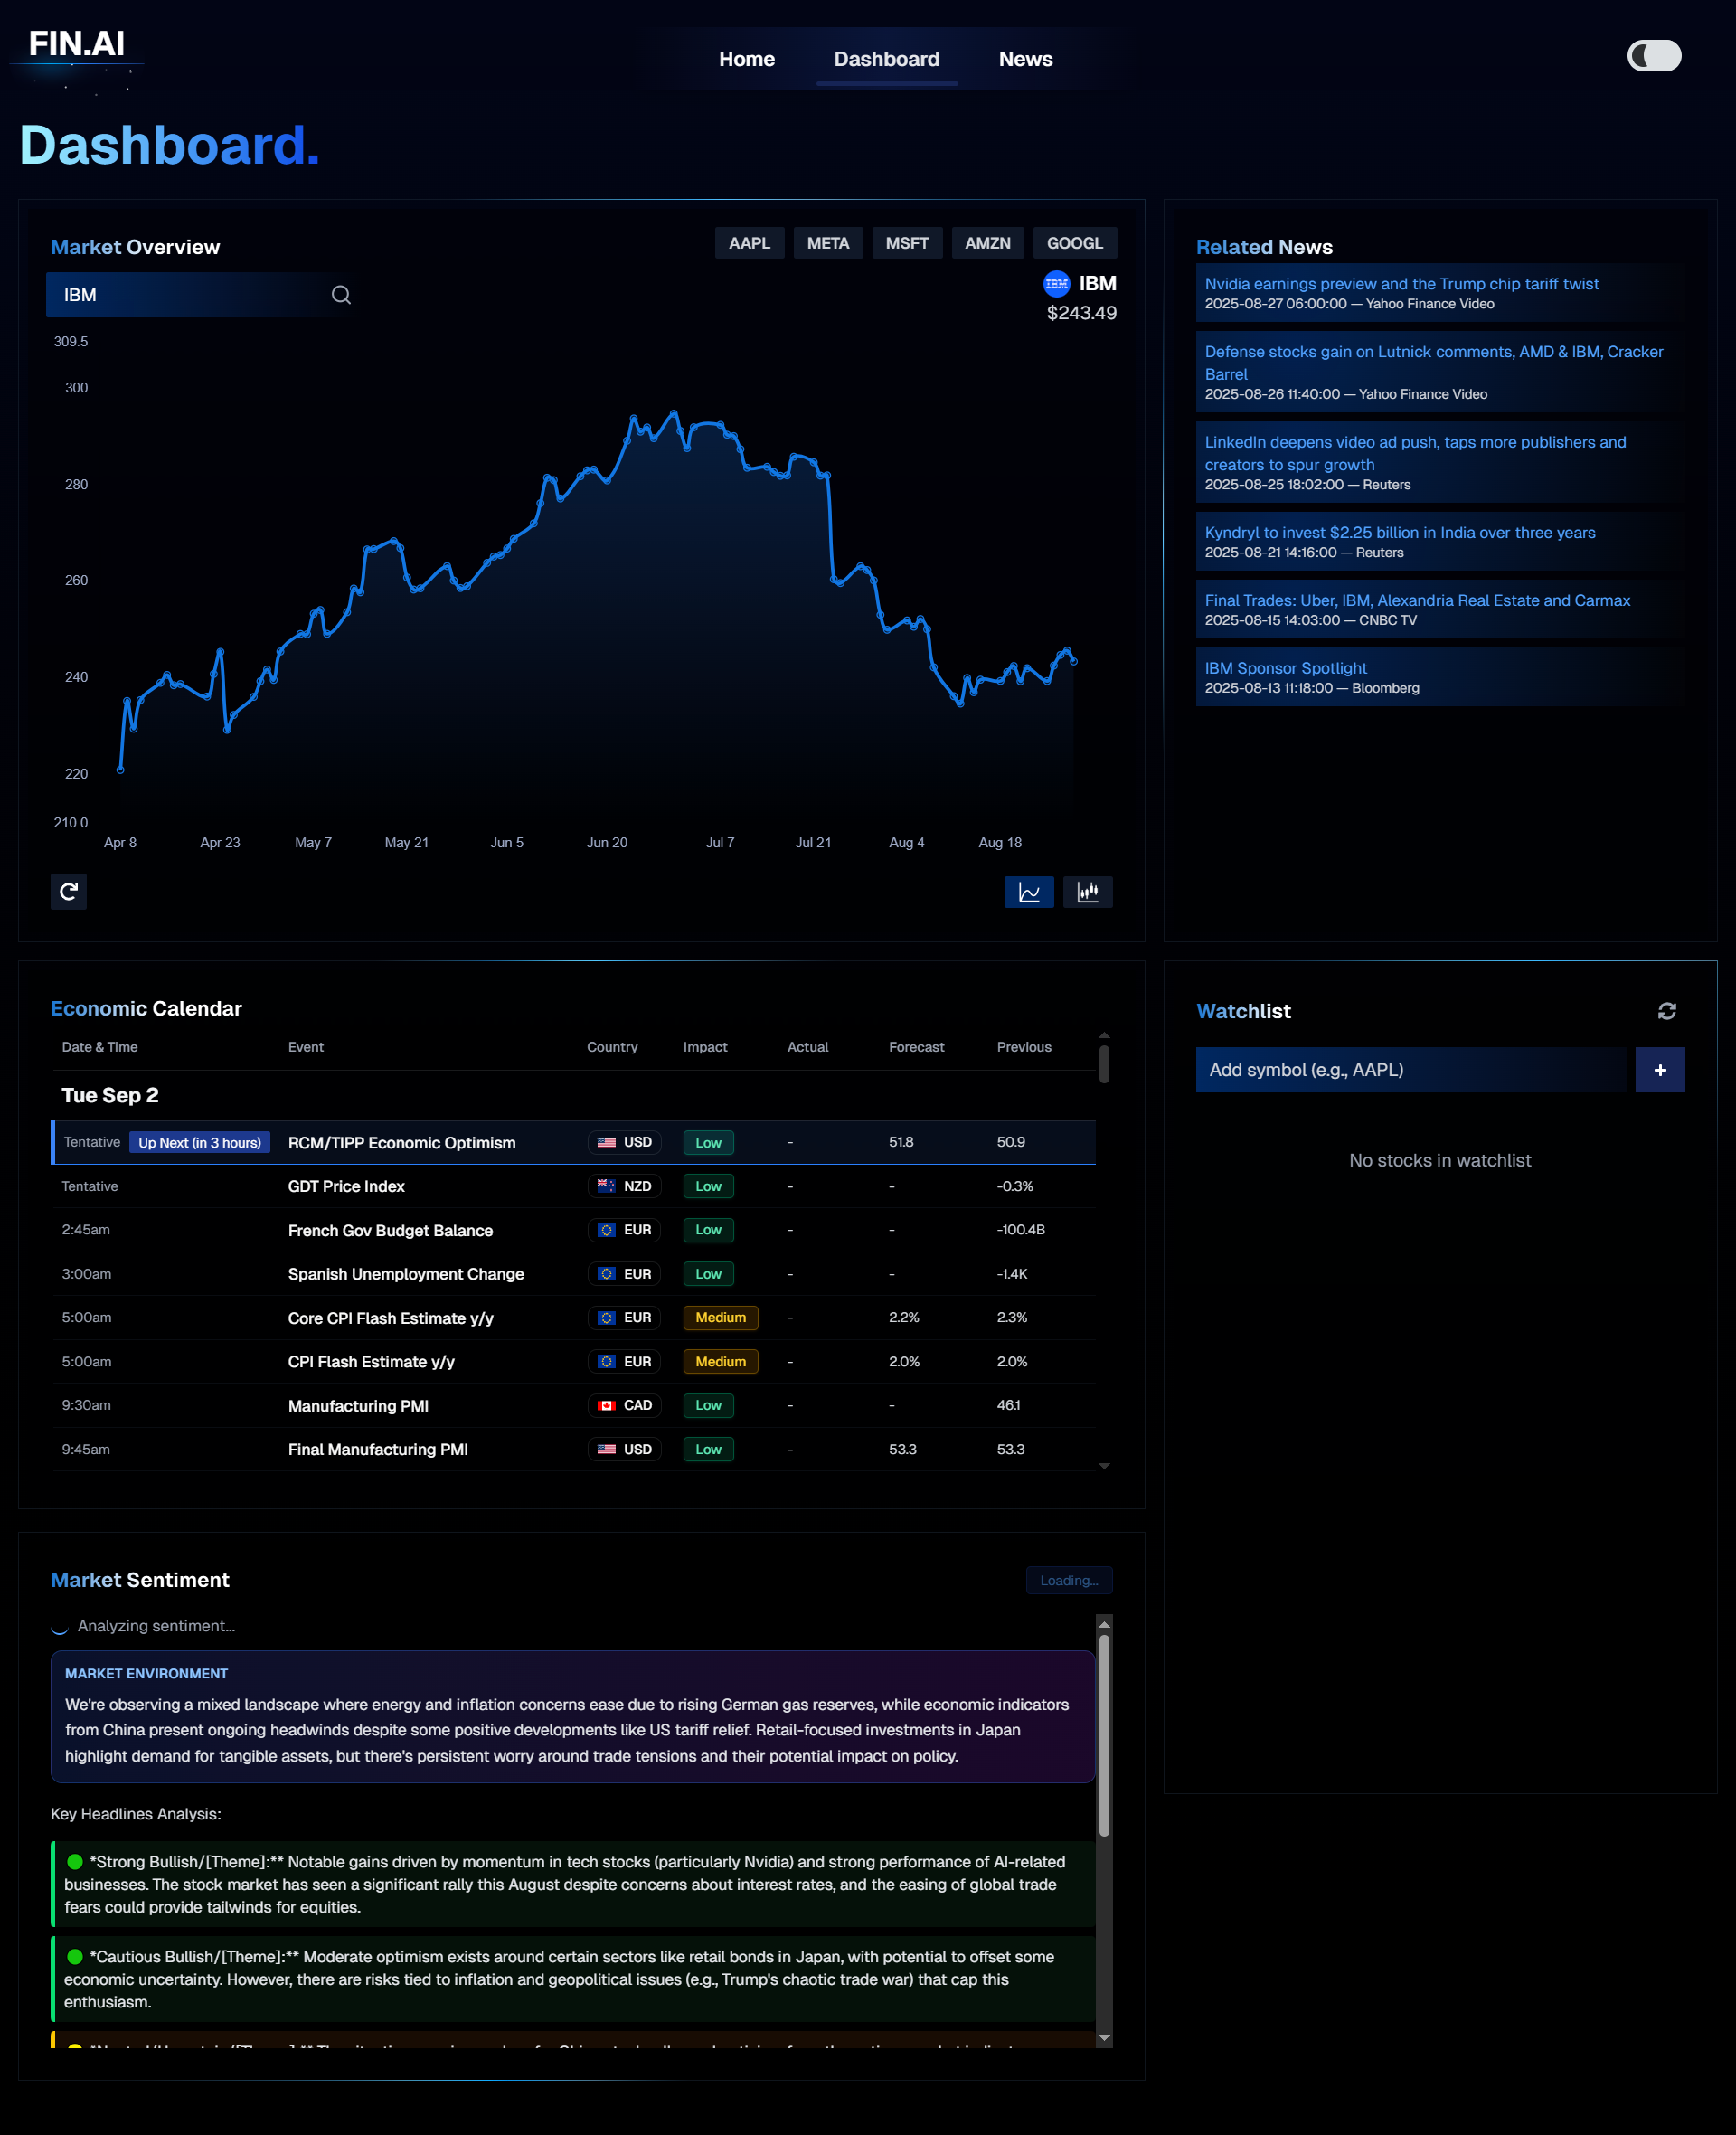 FIN.AI
Home
Dashboard
News
Dashboard.
Market Overview
AAPL
META
MSFT
AMZN
GOOGL
IBM
IBM
IBM
$243.49
309.5
300
280
260
240
220
210.0
Apr 8
Apr 23
May 7
May 21
Jun 5
Jun 20
Jul 7
Jul 21
Aug 4
Aug 18
Related News
Nvidia earnings preview and the Trump chip tariff twist
2025-08-27 06:00:00 — Yahoo Finance Video
Defense stocks gain on Lutnick comments, AMD & IBM, Cracker
Barrel
2025-08-26 11:40:00 — Yahoo Finance Video
LinkedIn deepens video ad push, taps more publishers and
creators to spur growth
2025-08-25 18:02:00 — Reuters
Kyndryl to invest $2.25 billion in India over three years
2025-08-21 14:16:00 — Reuters
Final Trades: Uber, IBM, Alexandria Real Estate and Carmax
2025-08-15 14:03:00 — CNBC TV
IBM Sponsor Spotlight
2025-08-13 11:18:00 — Bloomberg
Economic Calendar
Date & Time Event Country Impact Actual Forecast Previous
Tue Sep 2
Tentative Up Next (in 3 hours) RCM/TIPP Economic Optimism USD Low - 51.8 50.9
Tentative GDT Price Index NZD Low - - -0.3%
2:45am French Gov Budget Balance EUR Low - - -100.4B
3:00am Spanish Unemployment Change EUR Low - - -1.4K
5:00am Core CPI Flash Estimate y/y EUR Medium - 2.2% 2.3%
5:00am CPI Flash Estimate y/y EUR Medium - 2.0% 2.0%
9:30am Manufacturing PMI CAD Low - - 46.1
9:45am Final Manufacturing PMI USD Low - 53.3 53.3
Watchlist
Add symbol (e.g., AAPL)
+
No stocks in watchlist
Market Sentiment
Loading...
Analyzing sentiment...
MARKET ENVIRONMENT
We're observing a mixed landscape where energy and inflation concerns ease due to rising German gas reserves, while economic indicators
from China present ongoing headwinds despite some positive developments like US tariff relief. Retail-focused investments in Japan
highlight demand for tangible assets, but there's persistent worry around trade tensions and their potential impact on policy.
Key Headlines Analysis:
*Strong Bullish/[Theme]:** Notable gains driven by momentum in tech stocks (particularly Nvidia) and strong performance of AI-related
businesses. The stock market has seen a significant rally this August despite concerns about interest rates, and the easing of global trade
fears could provide tailwinds for equities.
*Cautious Bullish/[Theme]:** Moderate optimism exists around certain sectors like retail bonds in Japan, with potential to offset some
economic uncertainty. However, there are risks tied to inflation and geopolitical issues (e.g., Trump's chaotic trade war) that cap this
enthusiasm.